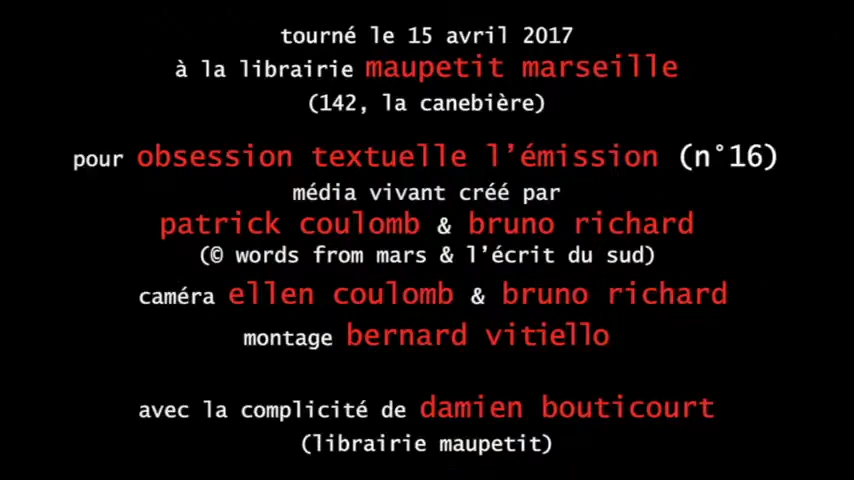 tourné le 15 avril 2017
à la librairie maupetit marseille
(142, la canebière)
pour obsession textuelle l'émission (n°16)
média vivant créé par
patrick coulomb & bruno richard
(© words from mars & l'écrit du sud)
caméra ellen coulomb & bruno richard
montage bernard vitiello
avec la complicité de damien bouticourt
(librairie maupetit)